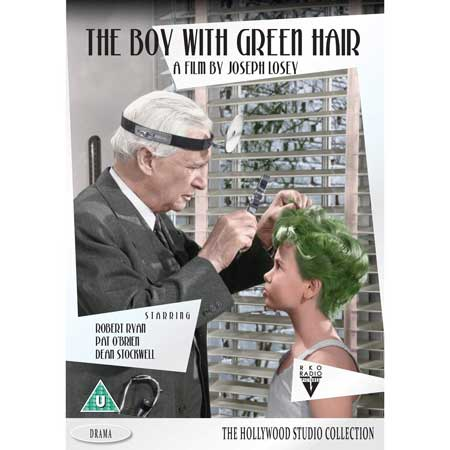 THE BOY WITH GREEN HAIR
A FILM BY JOSEPH LOSEY
STARRING
ROBERT RYAN
PAT O'BRIEN
DEAN STOCKWELL
RKO
RADIO
U
DRAMA
THE HOLLYWOOD STUDIO COLLECTION